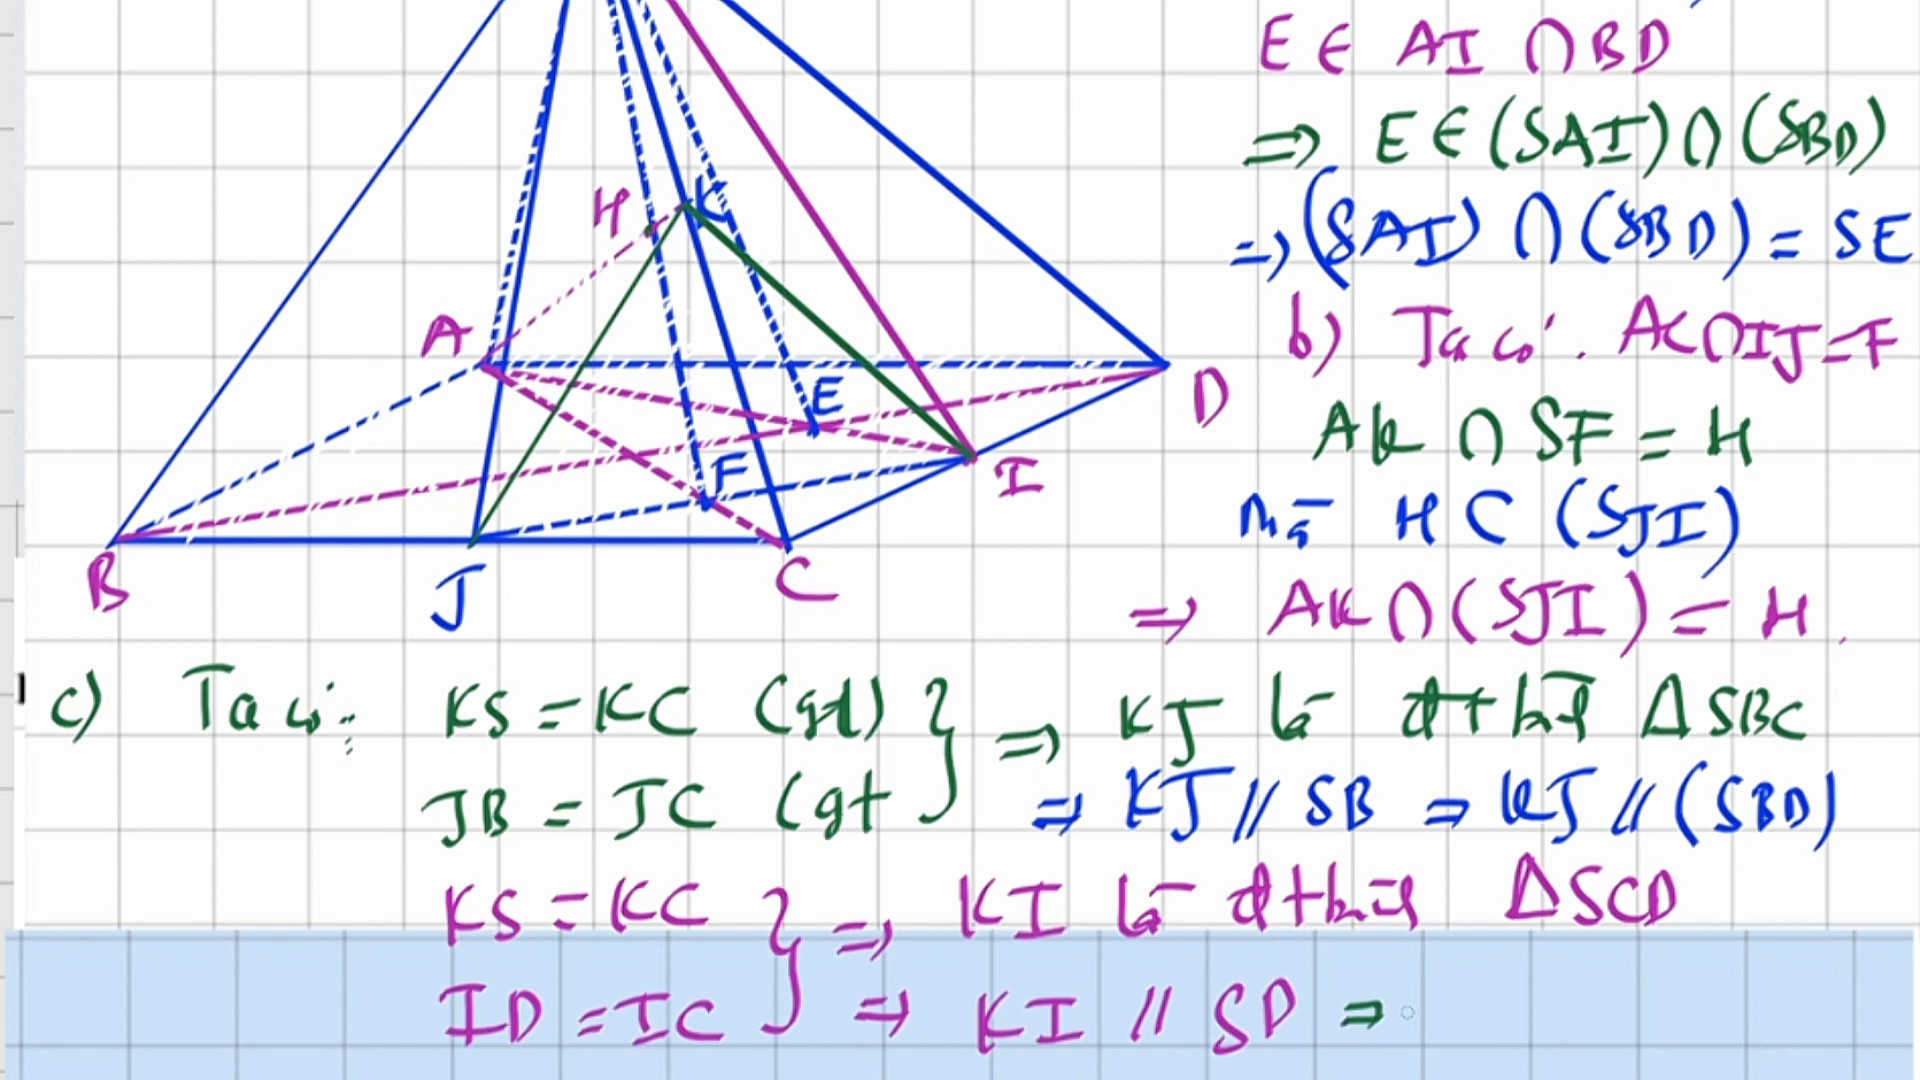 E ∈ AI ∩ BD
⇒ E ∈ (SAI) ∩ (SBD)
⇒ (SAI) ∩ (SBD) = SE
b) Ta có: AC ∩ IJ = F
AK ∩ SF = H
mà H C (SJI)
⇒ AK ∩ (SJI) = H.
H
K
A
E
D
F
I
B
J
C
c) Ta có: KS = KC (gt) } ⇒ KJ là đtbình ΔSBC
JB = JC (gt ⇒ KJ // SB ⇒ KJ // (SBD)
KS = KC } ⇒ KI là đtbình ΔSCD
ID = IC ⇒ KI // SD ⇒